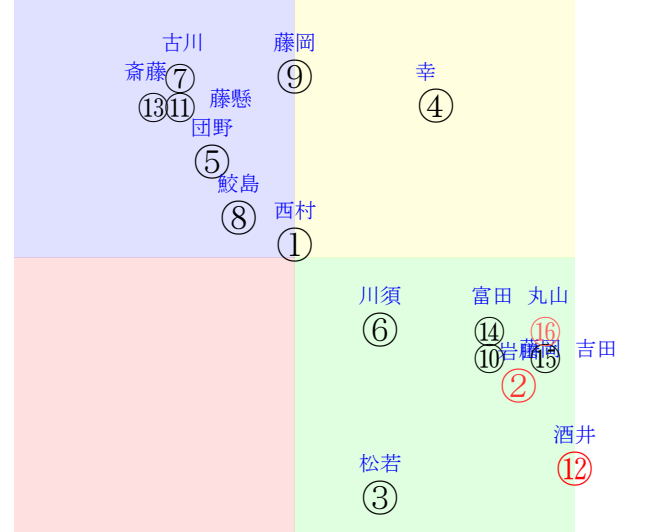 古川
藤岡
斎藤
⑦
⑨
幸
⑬
⑪
藤懸
④
団野
⑤
鮫島
⑧
西村
①
川須
富田
丸山
⑥
⑭
⑯
⑩
⑮
吉田
②
酒井
松若
⑫
③